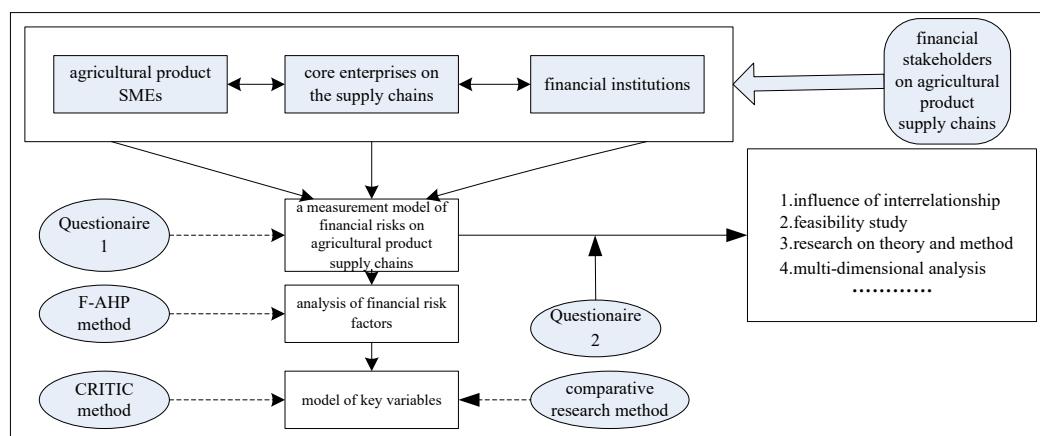 agricultural product
SMEs
core enterprises on
the supply chains
financial institutions
financial
stakeholders
on agricultural
product
supply chains
Questionaire
1
a measurement model of
financial risks on
agricultural product
supply chains
1.influence of interrelationship
2.feasibility study
3.research on theory and method
4.multi-dimensional analysis
…………
F-AHP
method
analysis of financial risk
factors
Questionaire
2
CRITIC
method
model of key variables
comparative
research method